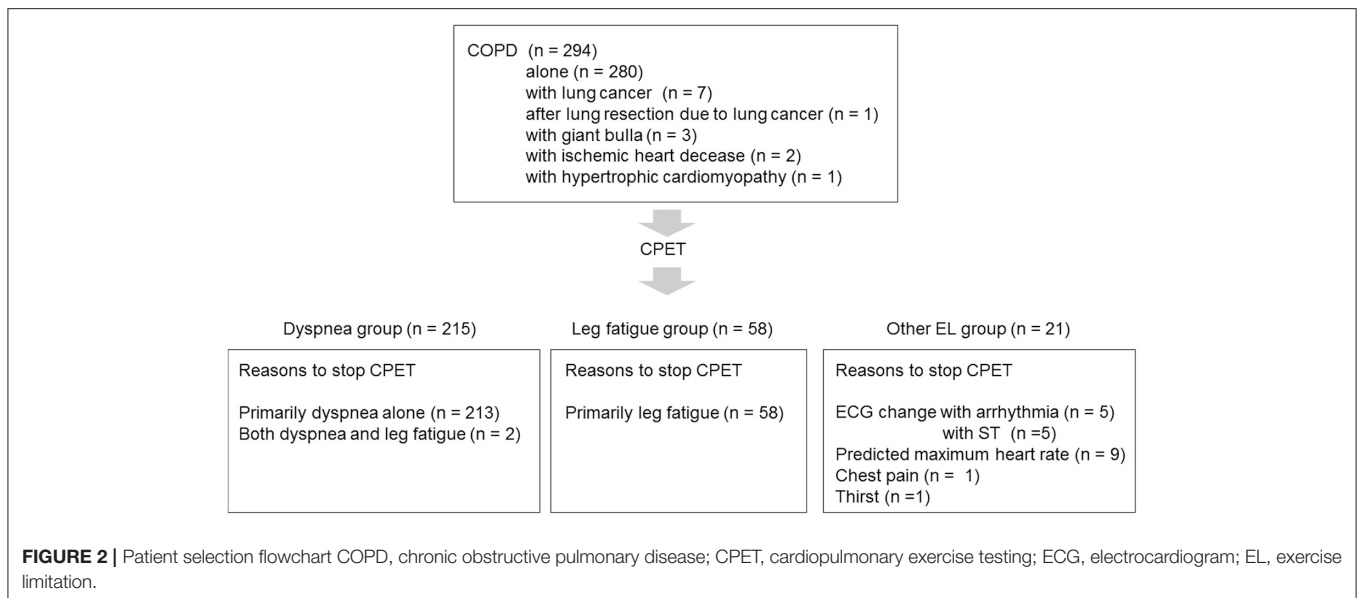 COPD (n = 294)
alone (n = 280)
with lung cancer (n = 7)
after lung resection due to lung cancer (n = 1)
with giant bulla (n = 3)
with ischemic heart decease (n = 2)
with hypertrophic cardiomyopathy (n = 1)
CPET
Dyspnea group (n = 215)
Reasons to stop CPET
Primarily dyspnea alone (n = 213)
Both dyspnea and leg fatigue (n = 2)
Leg fatigue group (n = 58)
Reasons to stop CPET
Primarily leg fatigue (n = 58)
Other EL group (n = 21)
Reasons to stop CPET
ECG change with arrhythmia (n = 5)
with ST (n =5)
Predicted maximum heart rate (n = 9)
Chest pain (n = 1)
Thirst (n =1)
FIGURE 2 | Patient selection flowchart COPD, chronic obstructive pulmonary disease; CPET, cardiopulmonary exercise testing; ECG, electrocardiogram; EL, exercise
limitation.